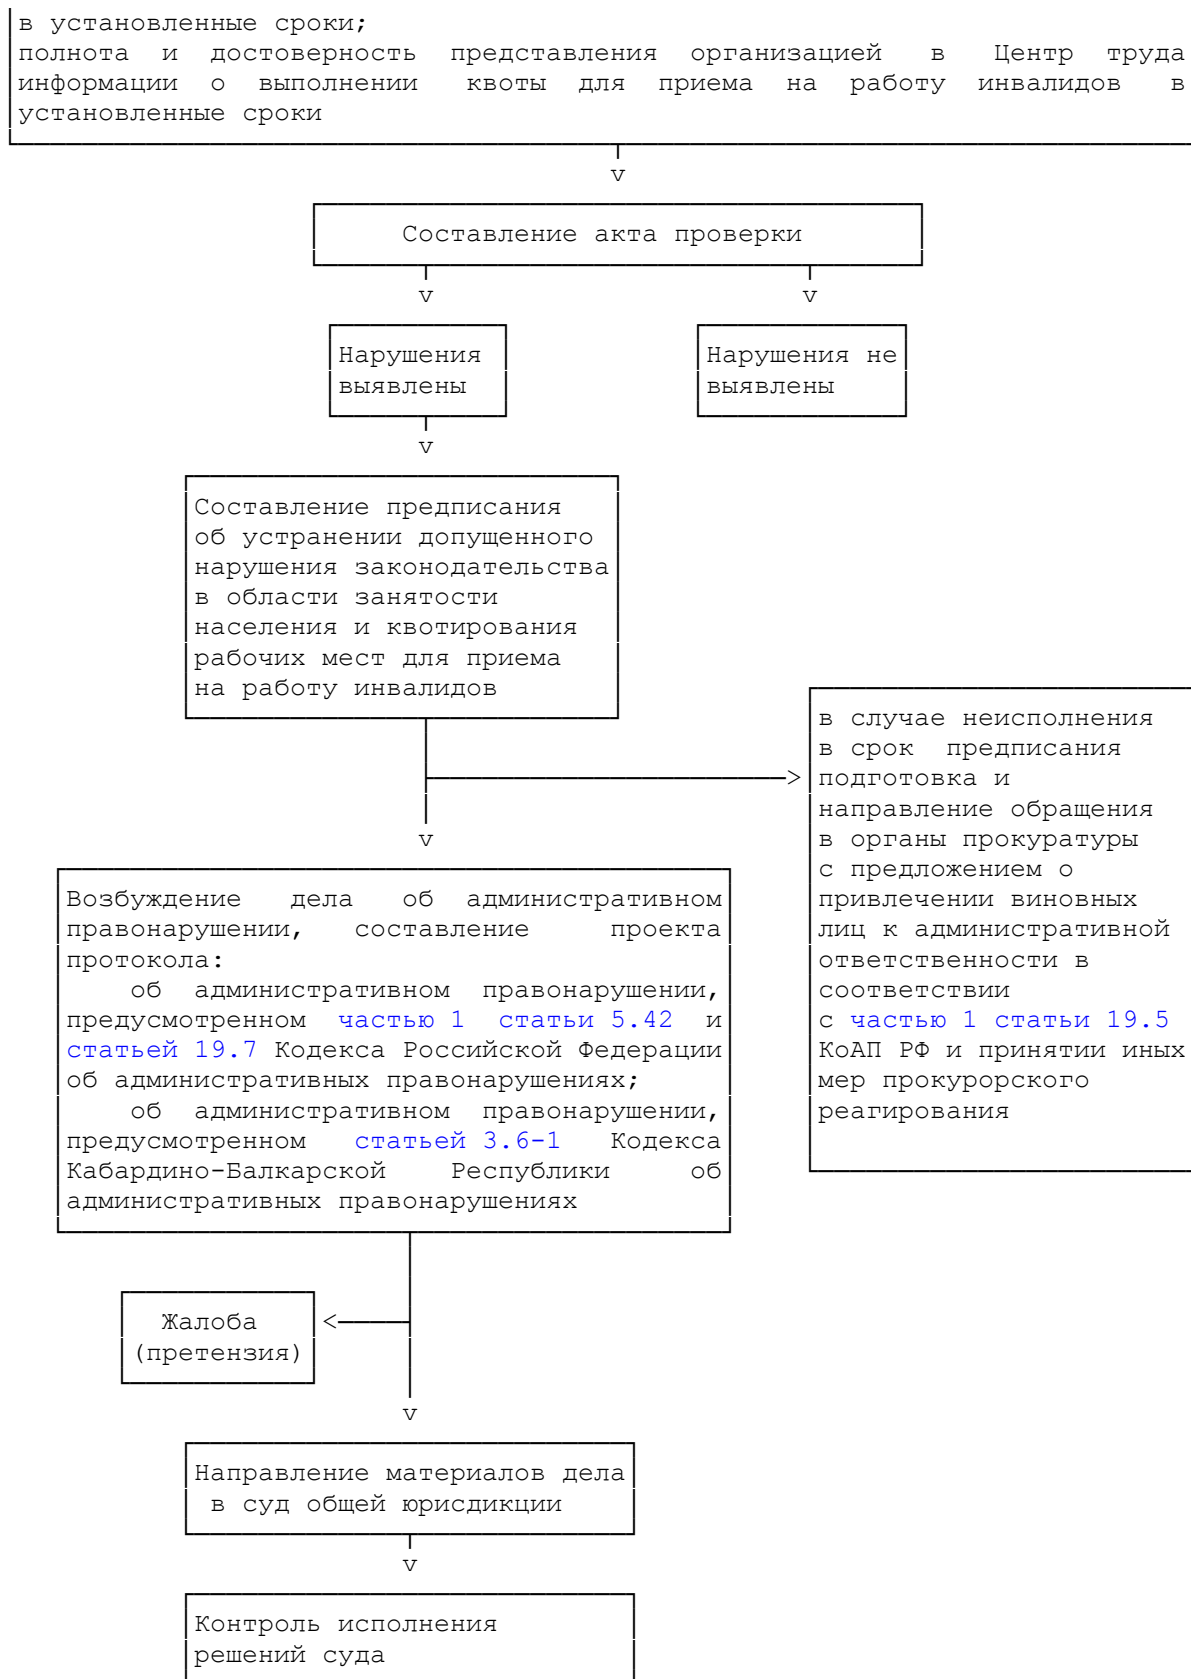 в установленные сроки;
полнота и достоверность представления организацией в Центр труда
информации о выполнении квоты для приема на работу инвалидов в
установленные сроки
v
Составление акта проверки
v v
Нарушения
выявлены
Нарушения не
выявлены
v
Составление предписания
об устранении допущенного
нарушения законодательства
в области занятости
населения и квотирования
рабочих мест для приема
на работу инвалидов
в случае неисполнения
в срок предписания
подготовка и
направление обращения
в органы прокуратуры
с предложением о
привлечении виновных
лиц к административной
ответственности в
соответствии
с частью 1 статьи 19.5
КоАП РФ и принятии иных
мер прокурорского
реагирования
v
Возбуждение дела об административном
правонарушении, составление проекта
протокола:
об административном правонарушении,
предусмотренном частью 1 статьи 5.42 и
статьей 19.7 Кодекса Российской Федерации
об административных правонарушениях;
об административном правонарушении,
предусмотренном статьей 3.6-1 Кодекса
Кабардино-Балкарской Республики об
административных правонарушениях
Жалоба
(претензия)
v
Направление материалов дела
в суд общей юрисдикции
v
Контроль исполнения
решений суда